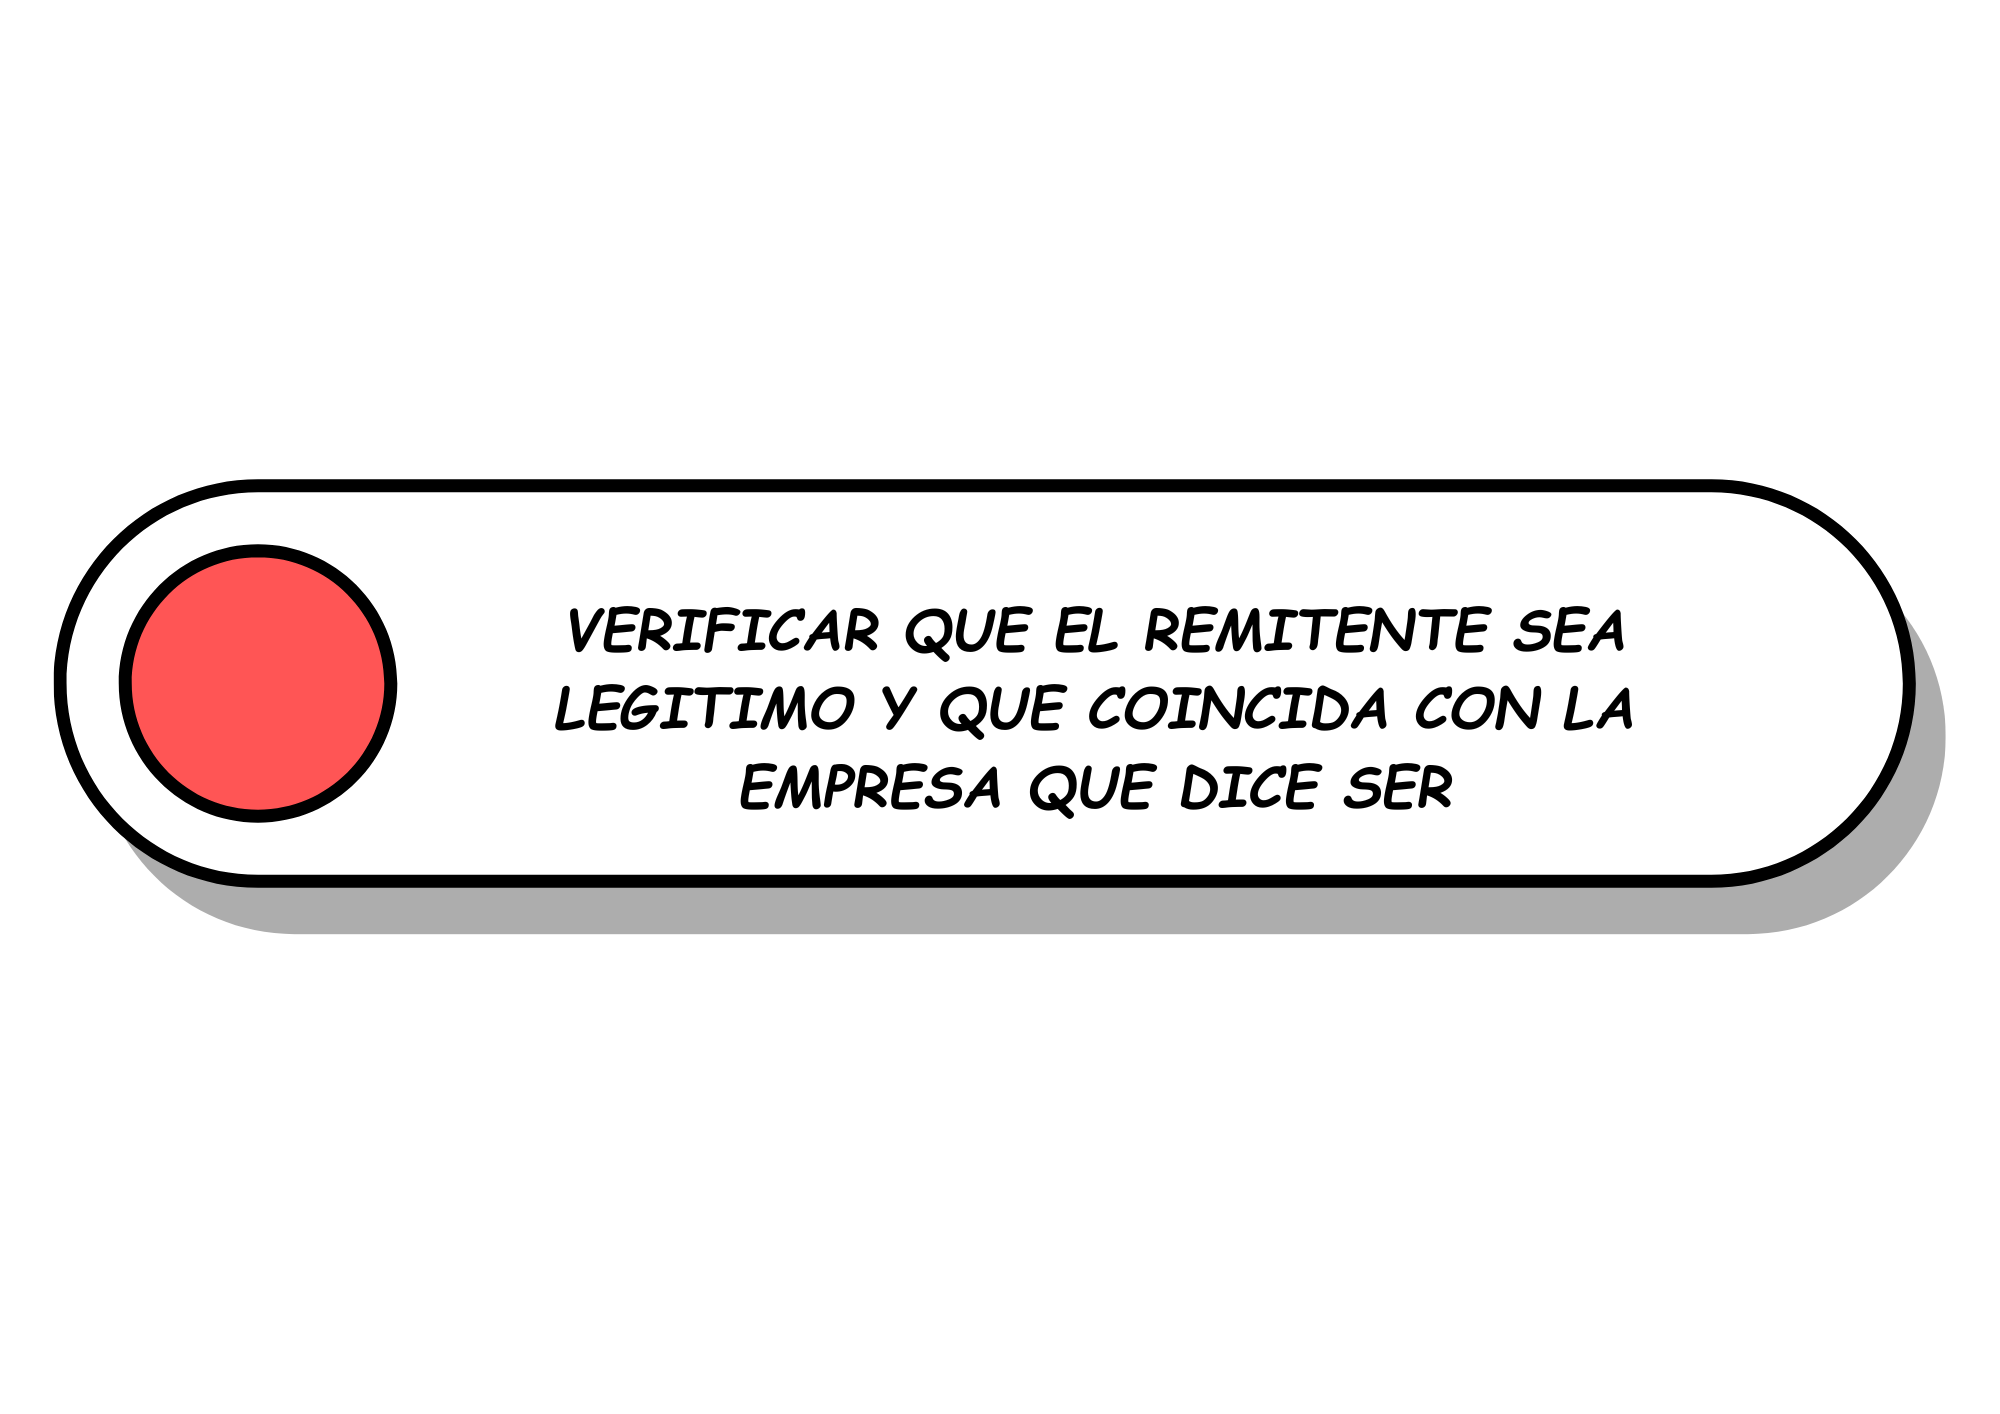 VERIFICAR QUE EL REMITENTE SEA
LEGITIMO Y QUE COINCIDA CON LA
EMPRESA QUE DICE SER